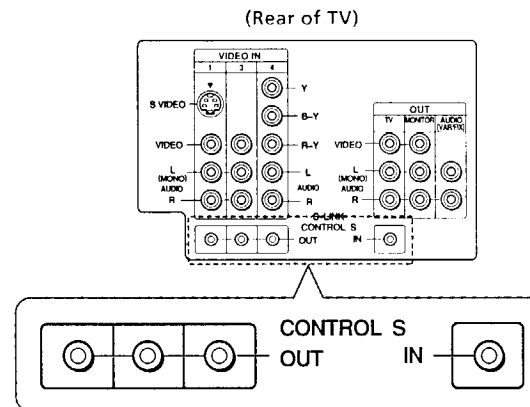 (Rear of TV)
VIDEO IN
1 3 4
Y
S VIDEO
B-Y
OUT
TV MONITOR AUDIO (VAR/FIX)
VIDEO R-Y VIDEO
L (MONO) L L (MONO)
AUDIO AUDIO AUDIO
R R R
S-LINK
CONTROL S
OUT IN
CONTROL S
OUT IN